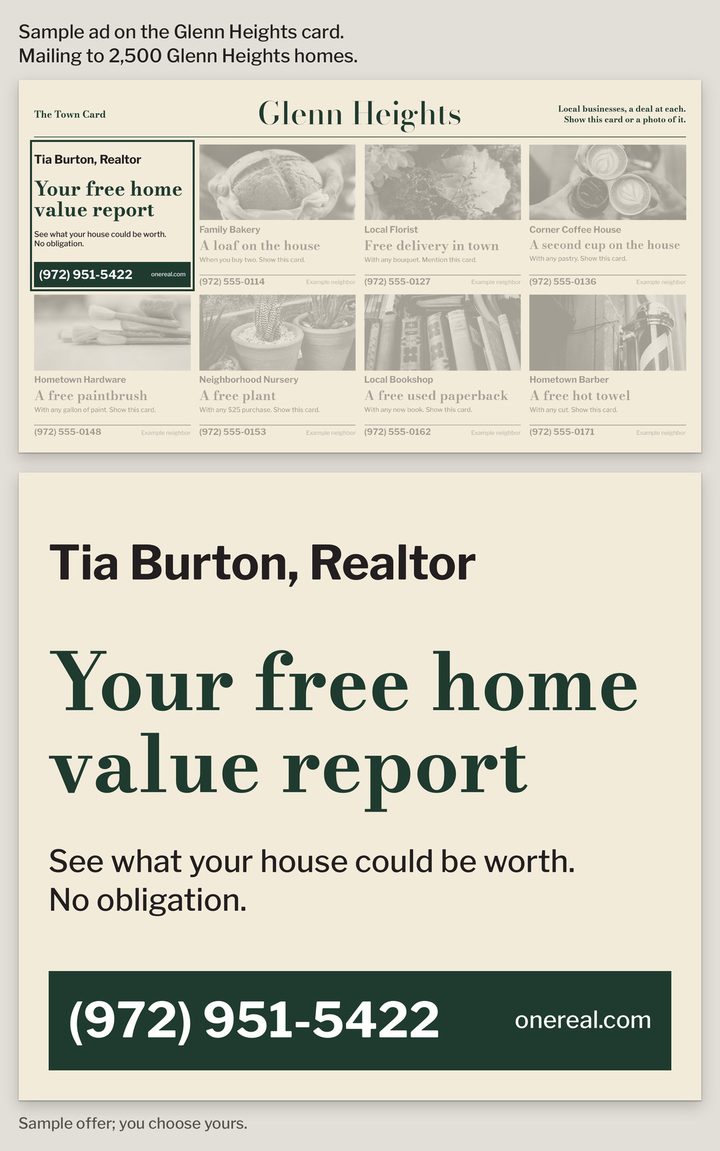 Sample ad on the Glenn Heights card.
Mailing to 2,500 Glenn Heights homes.
The Town Card
Glenn Heights
Local businesses, a deal at each.
Show this card or a photo of it.
Tia Burton, Realtor
Your free home
value report
See what your house could be worth.
No obligation.
(972) 951-5422 onereal.com
Family Bakery
A loaf on the house
When you buy two. Show this card.
(972) 555-0114 Example neighbor
Local Florist
Free delivery in town
With any bouquet. Mention this card.
(972) 555-0127 Example neighbor
Corner Coffee House
A second cup on the house
With any pastry. Show this card.
(972) 555-0136 Example neighbor
Hometown Hardware
A free paintbrush
With any gallon of paint. Show this card.
(972) 555-0148 Example neighbor
Neighborhood Nursery
A free plant
With any $25 purchase. Show this card.
(972) 555-0153 Example neighbor
Local Bookshop
A free used paperback
With any new book. Show this card.
(972) 555-0162 Example neighbor
Hometown Barber
A free hot towel
With any cut. Show this card.
(972) 555-0171 Example neighbor
Tia Burton, Realtor
Your free home
value report
See what your house could be worth.
No obligation.
(972) 951-5422 onereal.com
Sample offer; you choose yours.